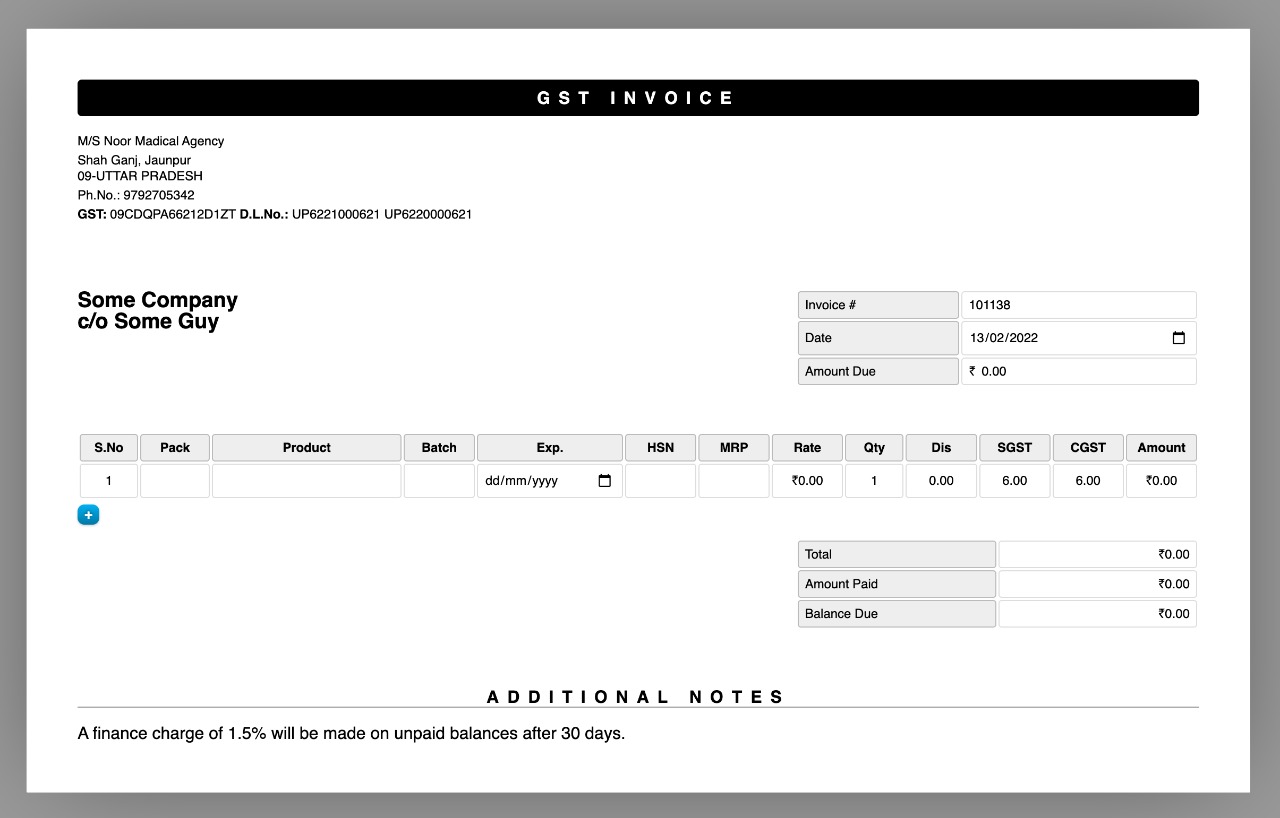 GST INVOICE
M/S Noor Madical Agency
Shah Ganj, Jaunpur
09-UTTAR PRADESH
Ph.No.: 9792705342
GST: 09CDQPA66212D1ZT D.L.No.: UP6221000621 UP6220000621
Some Company
c/o Some Guy
Invoice # 101138
Date 13/02/2022
Amount Due ₹ 0.00
S.No Pack Product Batch Exp. HSN MRP Rate Qty Dis SGST CGST Amount
1 dd/mm/yyyy ₹0.00 1 0.00 6.00 6.00 ₹0.00
+
Total ₹0.00
Amount Paid ₹0.00
Balance Due ₹0.00
ADDITIONAL NOTES
A finance charge of 1.5% will be made on unpaid balances after 30 days.